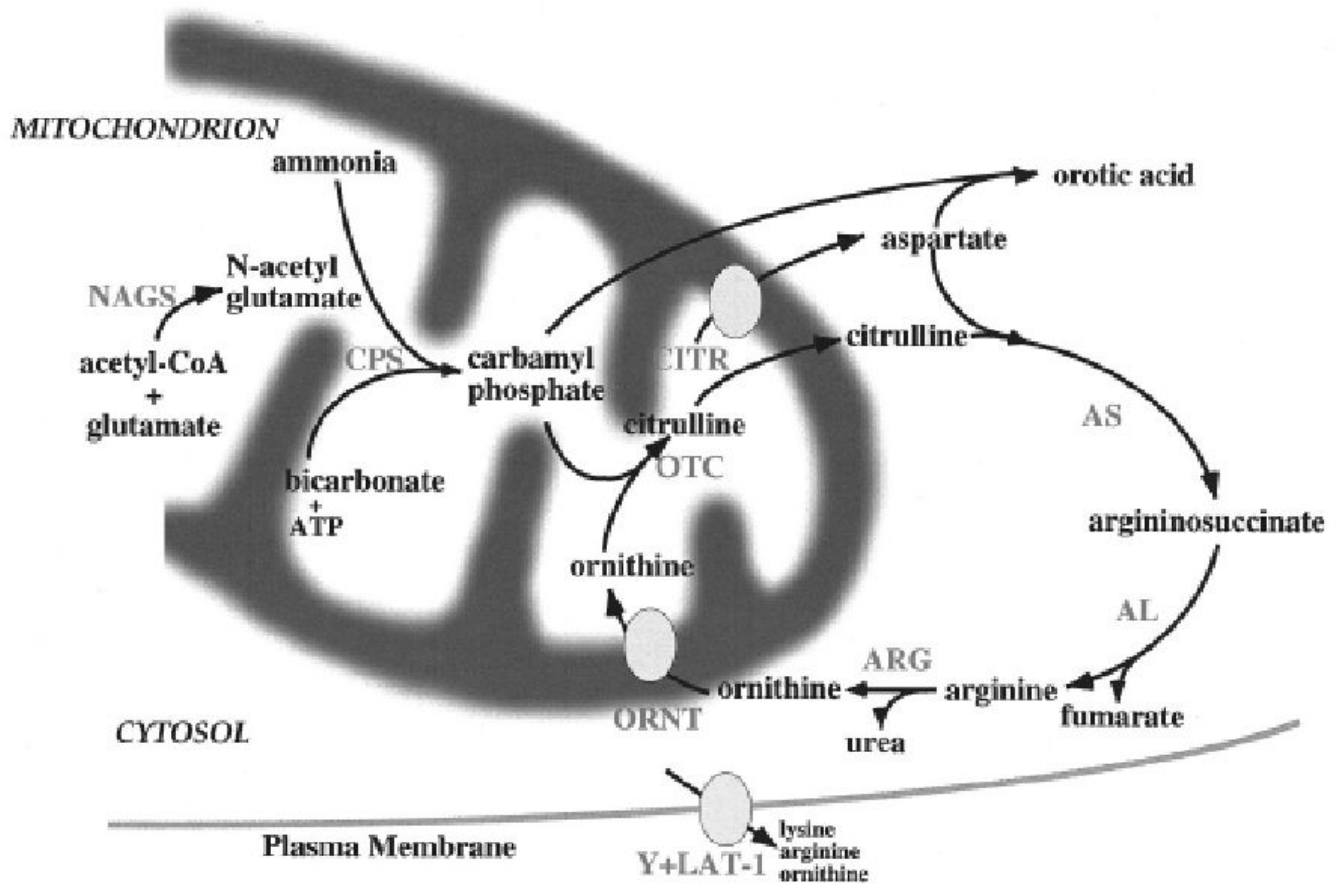 MITOCHONDRION
ammonia
orotic acid
aspartate
N-acetyl
glutamate
NAGS
citrulline
acetyl-CoA
+
glutamate
CPS
carbamyl
phosphate
CITR
citrulline
OTC
AS
bicarbonate
+
ATP
argininosuccinate
ornithine
AL
ARG
ornithine
arginine
fumarate
ORNT
urea
CYTOSOL
Plasma Membrane
Y+LAT-1
lysine
arginine
ornithine